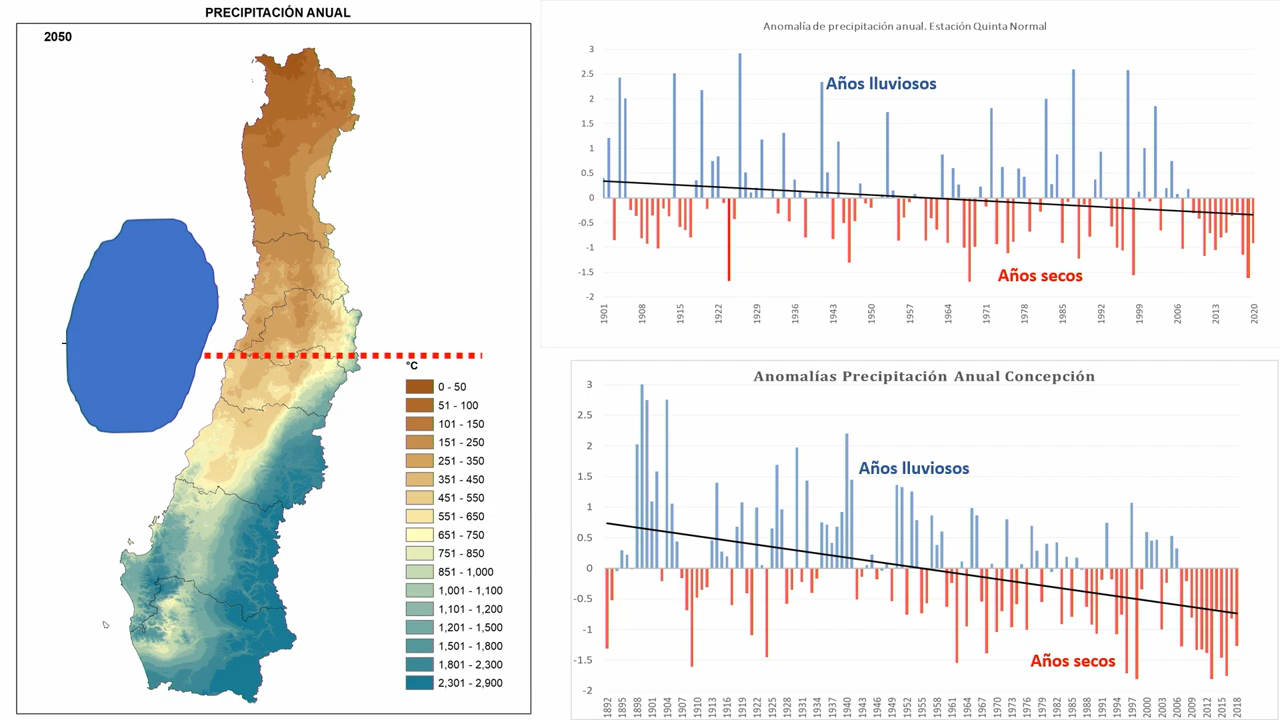 PRECIPITACIÓN ANUAL
2050
°C
0 - 50
51 - 100
101 - 150
151 - 250
251 - 350
351 - 450
451 - 550
551 - 650
651 - 750
751 - 850
851 - 1,000
1,001 - 1,100
1,101 - 1,200
1,201 - 1,500
1,501 - 1,800
1,801 - 2,300
2,301 - 2,900
Anomalía de precipitación anual. Estación Quinta Normal
3
2.5
2
1.5
1
0.5
0
-0.5
-1
-1.5
-2
Años lluviosos
Años secos
1901 1908 1915 1922 1929 1936 1943 1950 1957 1964 1971 1978 1985 1992 1999 2006 2013 2020
Anomalías Precipitación Anual Concepción
3
2.5
2
1.5
1
0.5
0
-0.5
-1
-1.5
-2
Años lluviosos
Años secos
1892 1895 1898 1901 1904 1907 1910 1913 1916 1919 1922 1925 1928 1931 1934 1937 1940 1943 1946 1949 1952 1955 1958 1961 1964 1967 1970 1973 1976 1979 1982 1985 1988 1991 1994 1997 2000 2003 2006 2009 2012 2015 2018